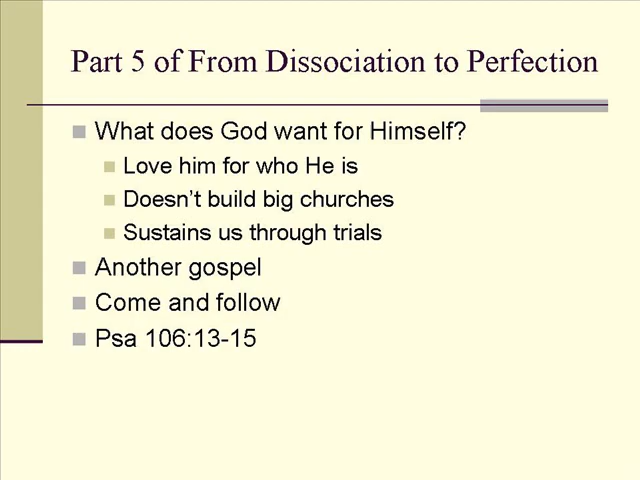 Part 5 of From Dissociation to Perfection
What does God want for Himself?
Love him for who He is
Doesn't build big churches
Sustains us through trials
Another gospel
Come and follow
Psa 106:13-15